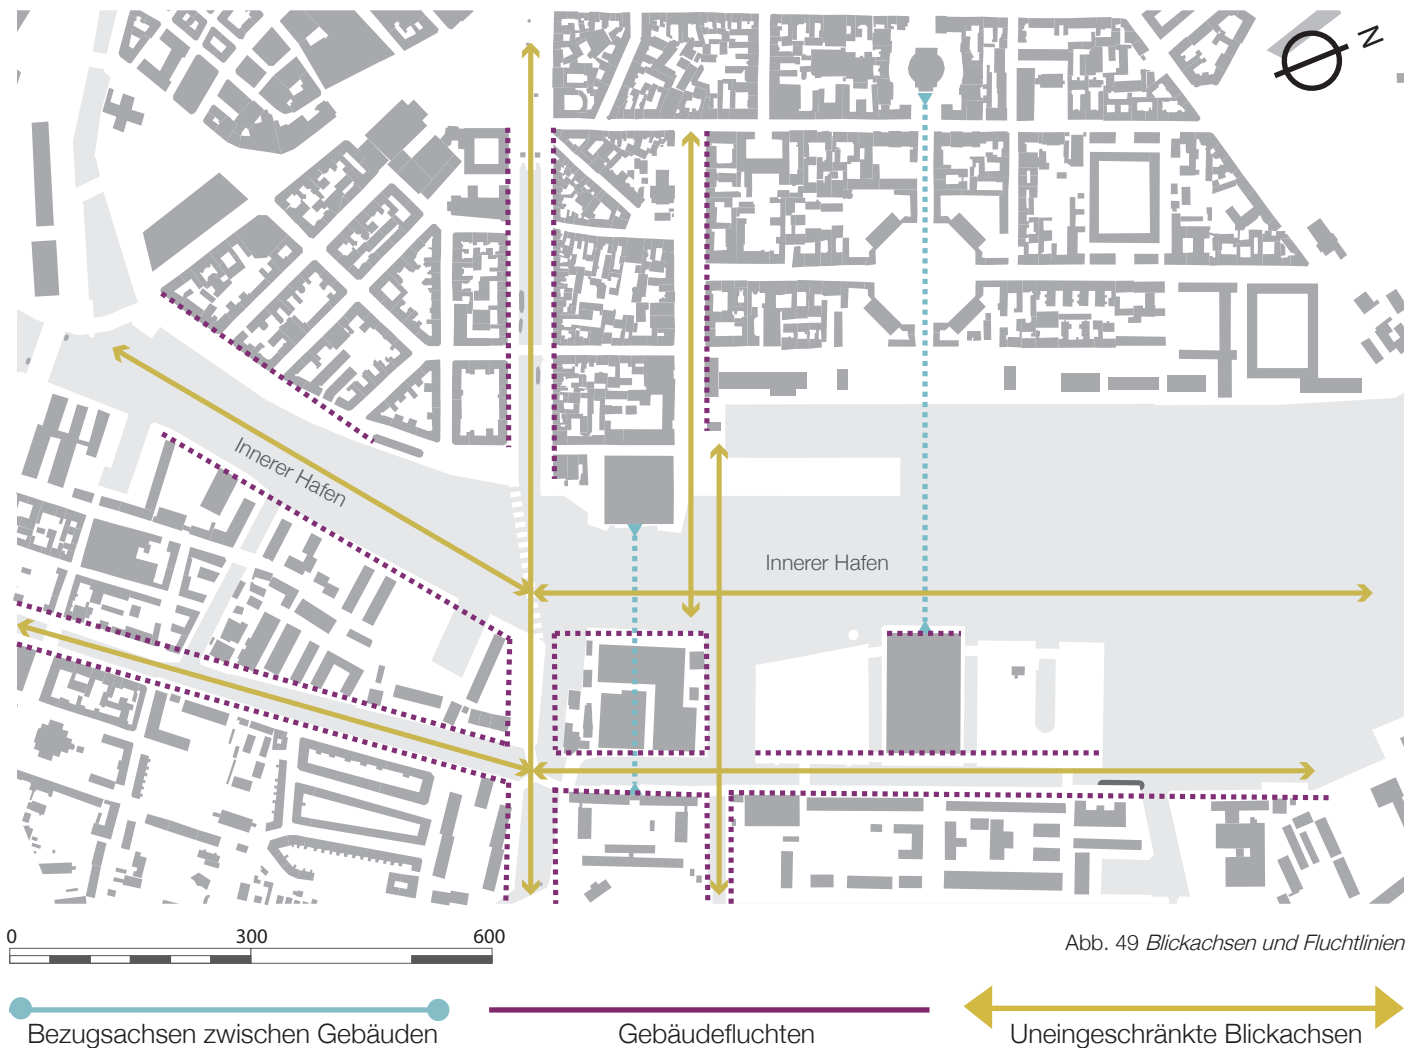 N
Innerer Hafen
Innerer Hafen
0 300 600
Abb. 49 Blickachsen und Fluchtlinien
Bezugsachsen zwischen Gebäuden
Gebäudefluchten
Uneingeschränkte Blickachsen